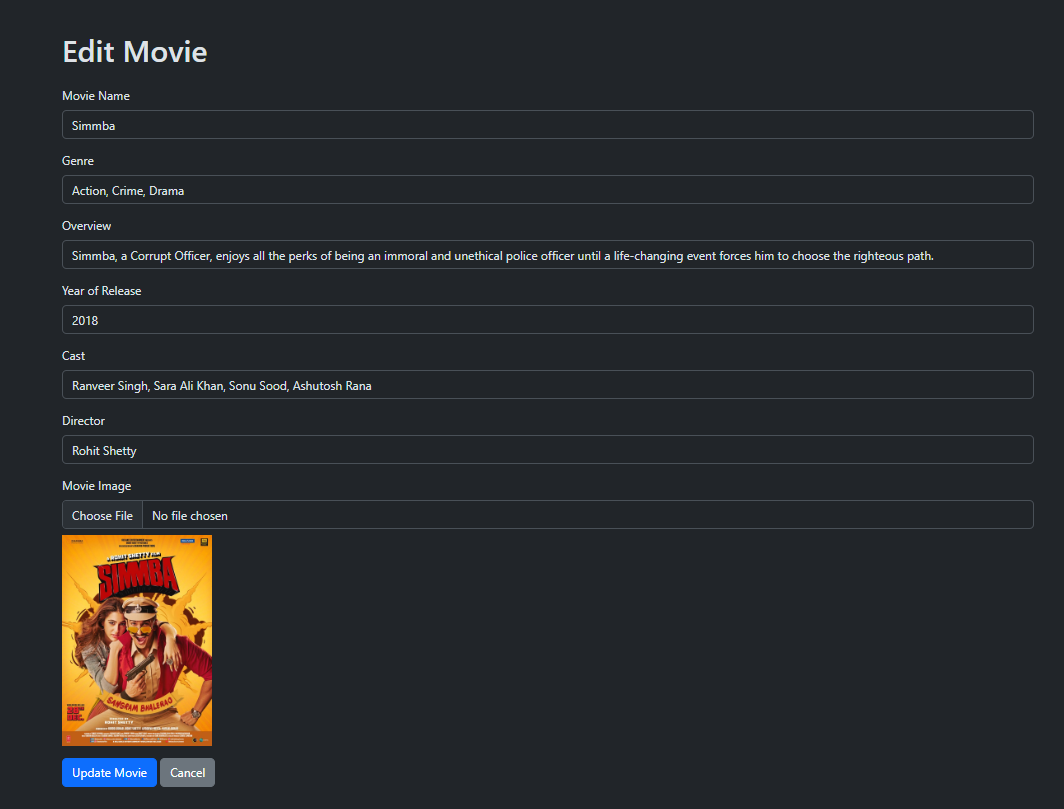 Edit Movie
Movie Name
Simmba
Genre
Action, Crime, Drama
Overview
Simmba, a Corrupt Officer, enjoys all the perks of being an immoral and unethical police officer until a life-changing event forces him to choose the righteous path.
Year of Release
2018
Cast
Ranveer Singh, Sara Ali Khan, Sonu Sood, Ashutosh Rana
Director
Rohit Shetty
Movie Image
Choose File No file chosen
A ROHIT SHETTY FILM
SIMMBA
SANGRAM BHALERAO
28TH
DEC.
ROHIT SHETTY
Update Movie Cancel